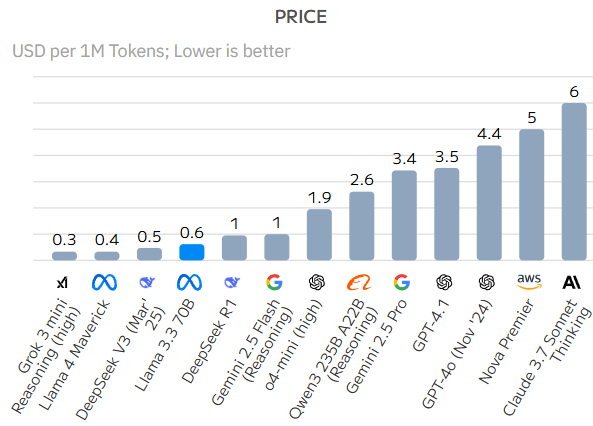 PRICE
USD per 1M Tokens; Lower is better
0.3
0.4
0.5
0.6
1
1
1.9
2.6
3.4
3.5
4.4
5
6
aws
Grok 3 mini
Reasoning (high)
Llama 4 Maverick
DeepSeek V3 (Mar'
25)
Llama 3.3 70B
DeepSeek R1
Gemini 2.5 Flash
(Reasoning)
o4-mini (high)
Qwen3 235B A22B
(Reasoning)
Gemini 2.5 Pro
GPT-4.1
GPT-4o (Nov '24)
Nova Premier
Claude 3.7 Sonnet
Thinking